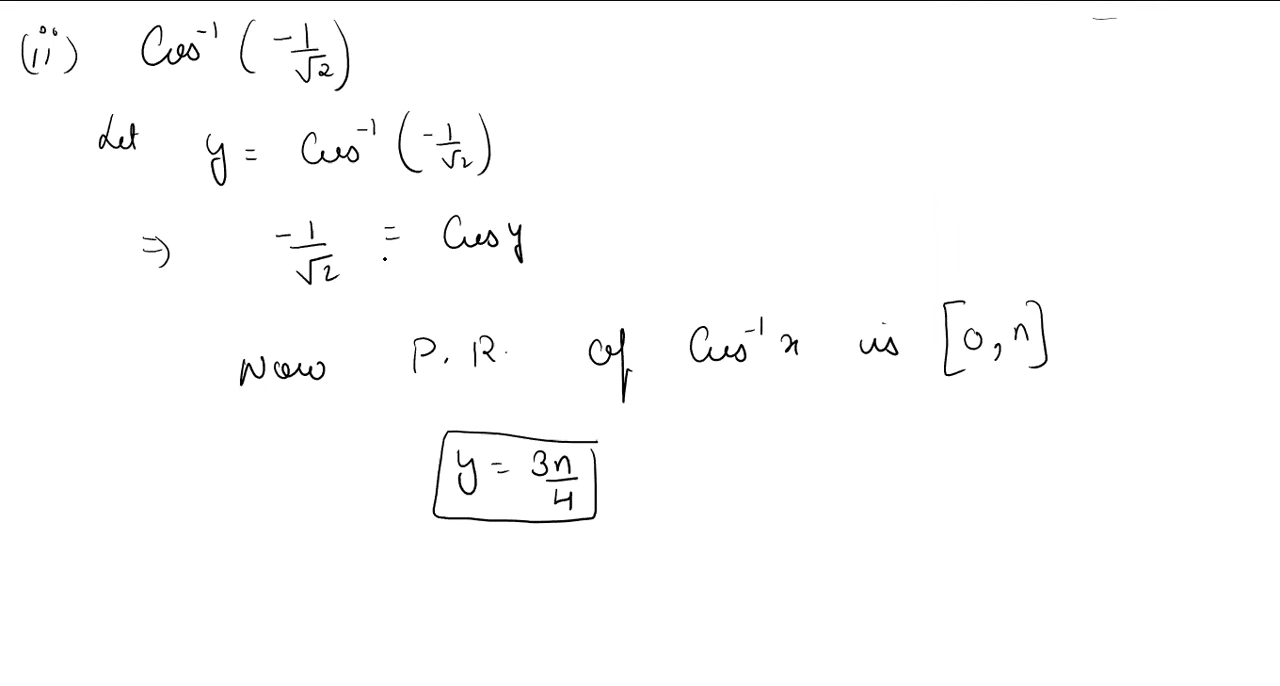 (ii) Cos⁻¹ (-1/√2)
Let y = Cos⁻¹ (-1/√2)
⇒ -1/√2 = Cos y
Now P.R. of Cos⁻¹ x is [0, π]
y = 3π/4